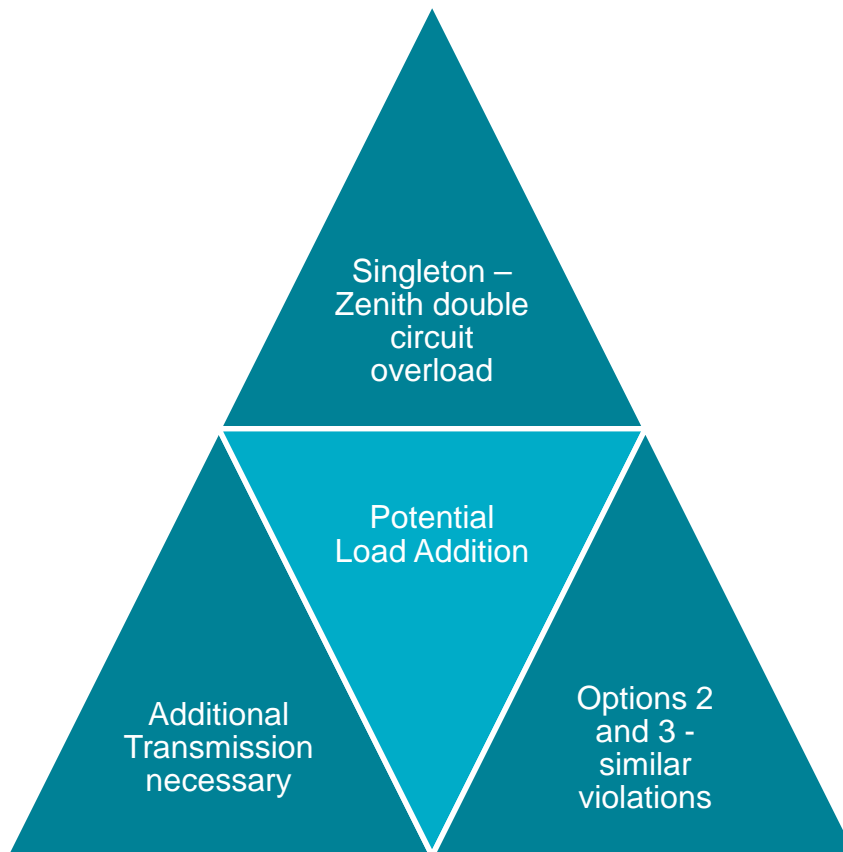 Singleton –
Zenith double
circuit
overload
Potential
Load Addition
Additional
Transmission
necessary
Options 2
and 3 -
similar
violations